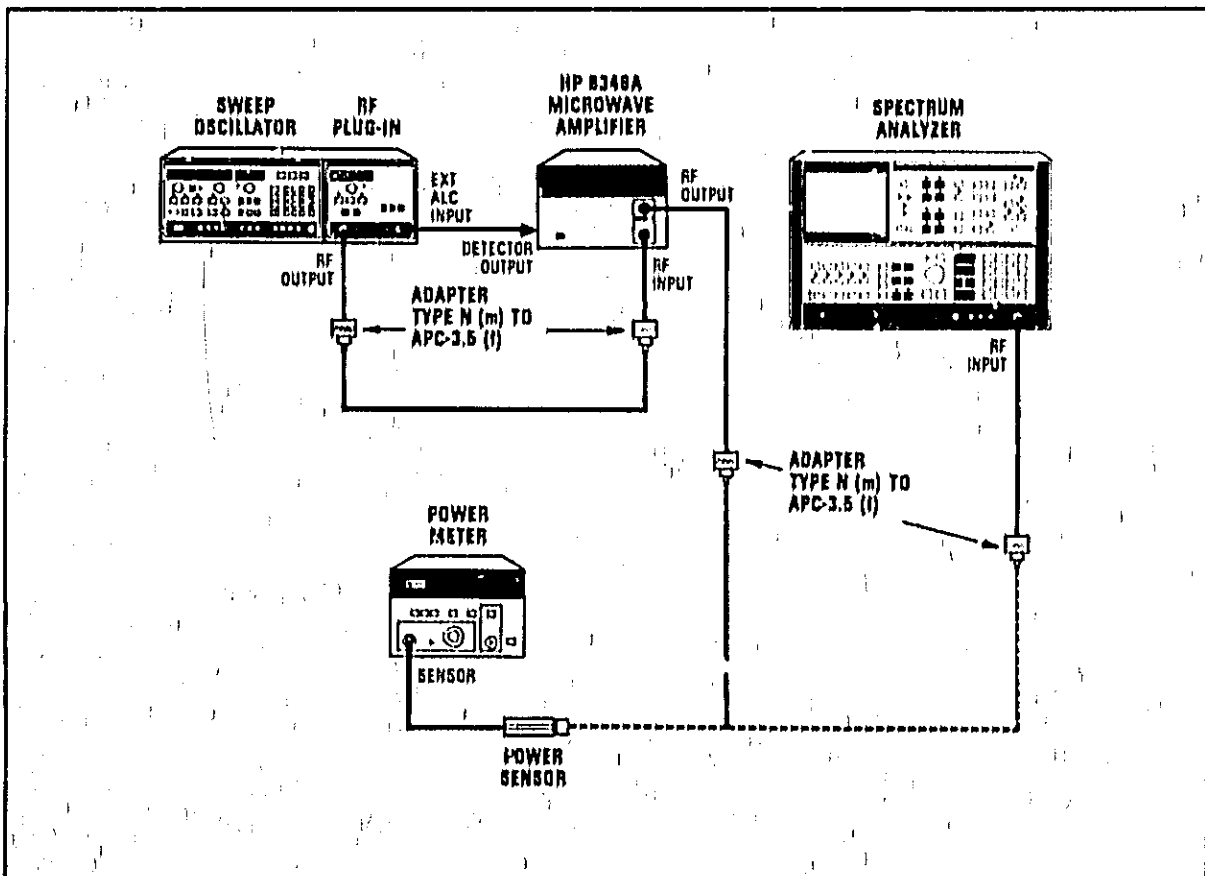 SWEEP
OSCILLATOR
RF
PLUG-IN
HP 8348A
MICROWAVE
AMPLIFIER
SPECTRUM
ANALYZER
EXT
ALC
INPUT
RF
OUTPUT
DETECTOR
OUTPUT
RF
OUTPUT
RF
INPUT
ADAPTER
TYPE N (m) TO
APC-3.5 (f)
RF
INPUT
ADAPTER
TYPE N (m) TO
APC-3.5 (f)
POWER
METER
SENSOR
POWER
SENSOR